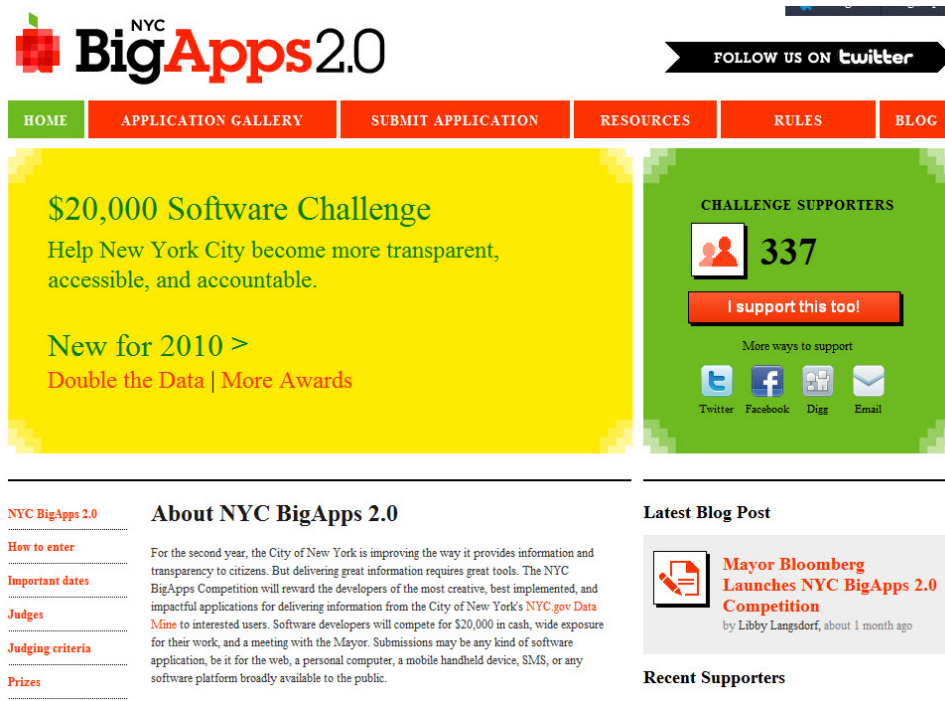 NYC
BigApps2.0
FOLLOW US ON twitter
HOME
APPLICATION GALLERY
SUBMIT APPLICATION
RESOURCES
RULES
BLOG
$20,000 Software Challenge
Help New York City become more transparent,
accessible, and accountable.
New for 2010 >
Double the Data | More Awards
CHALLENGE SUPPORTERS
337
I support this too!
More ways to support
Twitter
Facebook
Digg
Email
NYC BigApps 2.0
How to enter
Important dates
Judges
Judging criteria
Prizes
About NYC BigApps 2.0
For the second year, the City of New York is improving the way it provides information and
transparency to citizens. But delivering great information requires great tools. The NYC
BigApps Competition will reward the developers of the most creative, best implemented, and
impactful applications for delivering information from the City of New York's NYC.gov Data
Mine to interested users. Software developers will compete for $20,000 in cash, wide exposure
for their work, and a meeting with the Mayor. Submissions may be any kind of software
application, be it for the web, a personal computer, a mobile handheld device, SMS, or any
software platform broadly available to the public.
Latest Blog Post
Mayor Bloomberg
Launches NYC BigApps 2.0
Competition
by Libby Langsdorf, about 1 month ago
Recent Supporters